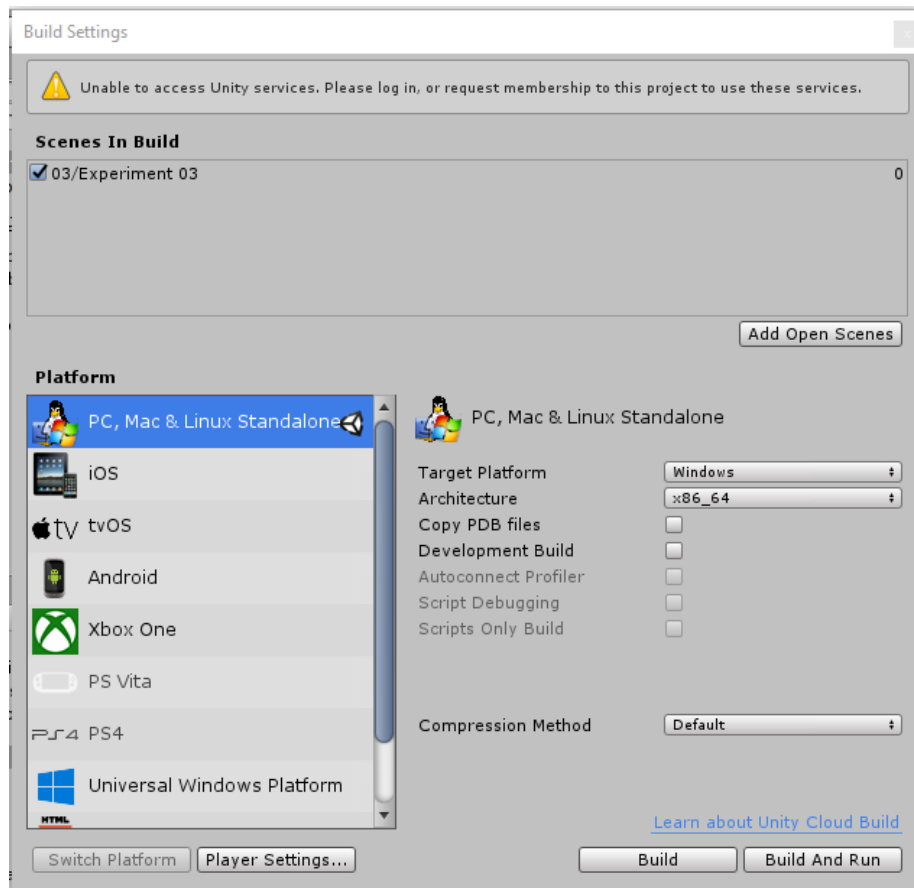 Build Settings
Unable to access Unity services. Please log in, or request membership to this project to use these services.
Scenes In Build
03/Experiment 03 0
Add Open Scenes
Platform
PC, Mac & Linux Standalone
iOS
tv tvOS
Android
Xbox One
PS Vita
PS4 PS4
Universal Windows Platform
HTML
PC, Mac & Linux Standalone
Target Platform Windows
Architecture x86_64
Copy PDB files
Development Build
Autoconnect Profiler
Script Debugging
Scripts Only Build
Compression Method Default
Learn about Unity Cloud Build
Switch Platform Player Settings... Build Build And Run